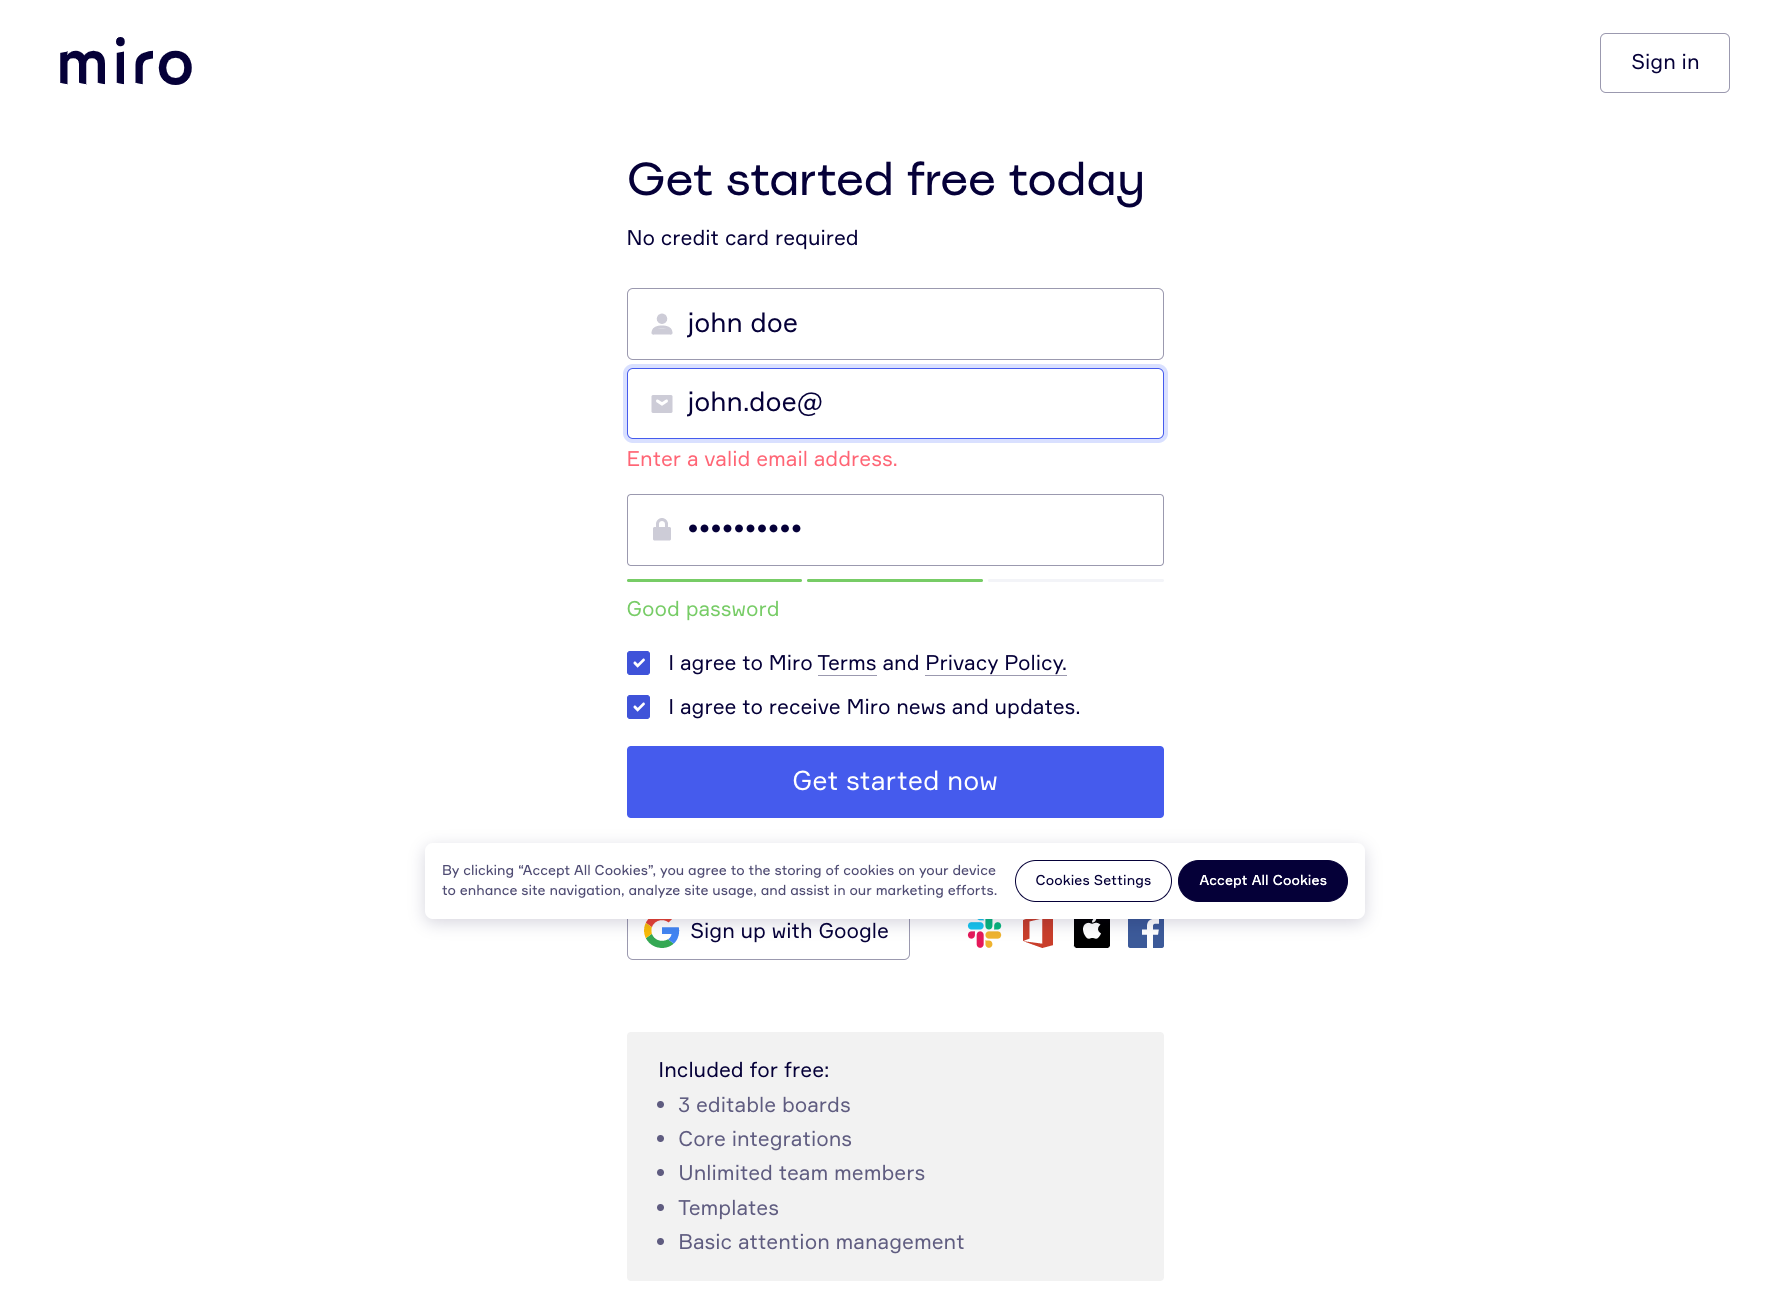 miro
Sign in
Get started free today
No credit card required
john doe
john.doe@
Enter a valid email address.
••••••••••
Good password
I agree to Miro Terms and Privacy Policy.
I agree to receive Miro news and updates.
Get started now
By clicking “Accept All Cookies”, you agree to the storing of cookies on your device
to enhance site navigation, analyze site usage, and assist in our marketing efforts.
Cookies Settings
Accept All Cookies
Sign up with Google
Included for free:
• 3 editable boards
• Core integrations
• Unlimited team members
• Templates
• Basic attention management